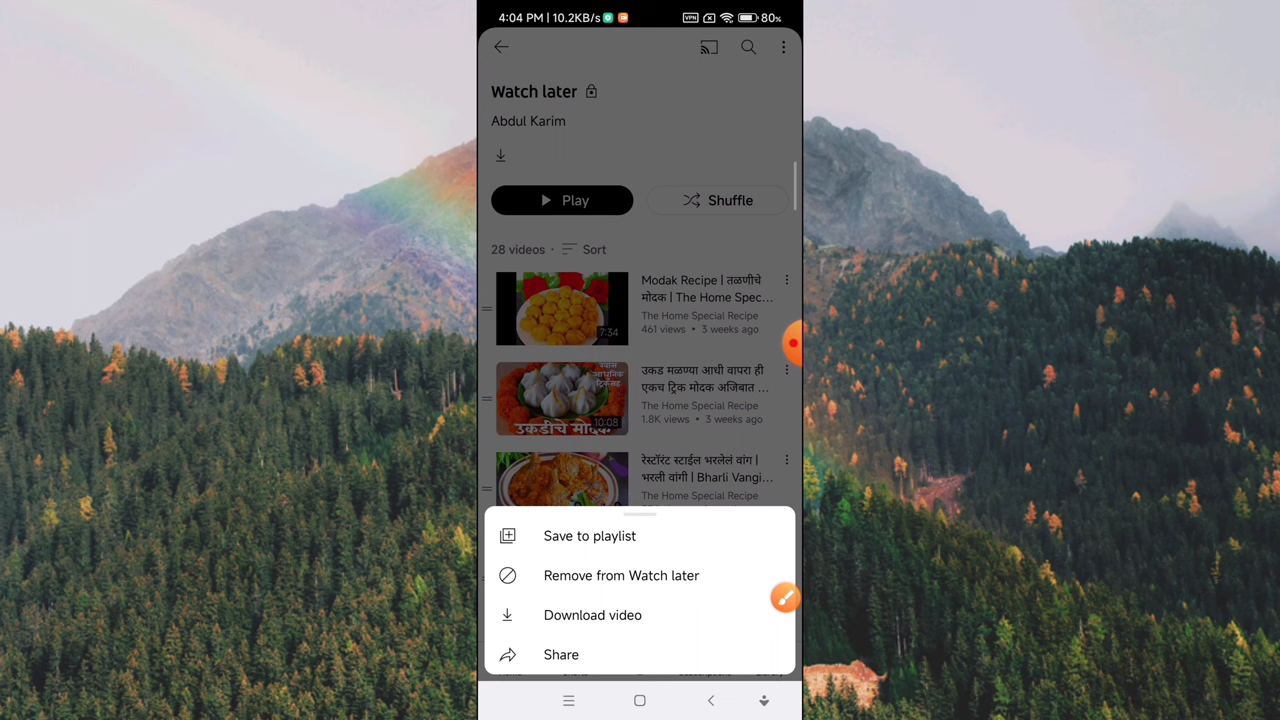 4:04 PM | 10.2KB/s
VPN
80%
Watch later
Abdul Karim
Play
Shuffle
28 videos · Sort
Modak Recipe | तळणीचे
मोदक | The Home Spec...
The Home Special Recipe
461 views • 3 weeks ago
7:34
उकड मळण्या आधी वापरा ही
एकच ट्रिक मोदक अजिबात ...
The Home Special Recipe
1.8K views • 3 weeks ago
10:08
उकडीचे मोदक
रेस्टॉरंट स्टाईल भरलेलं वांग |
भरली वांगी | Bharli Vangi...
The Home Special Recipe
Save to playlist
Remove from Watch later
Download video
Share